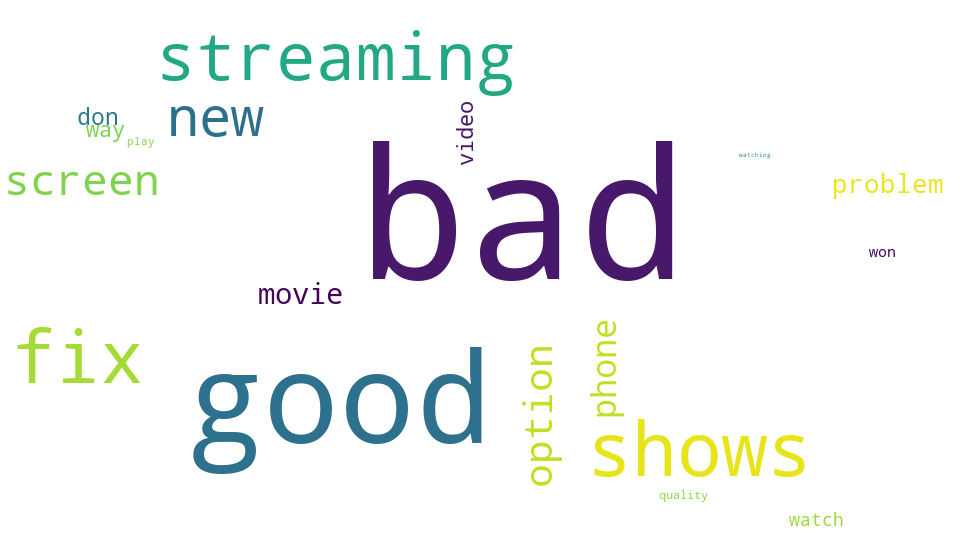 streaming
new
video
don
way
play
watching
screen
bad
problem
won
movie
fix
good
option
phone
shows
quality
watch